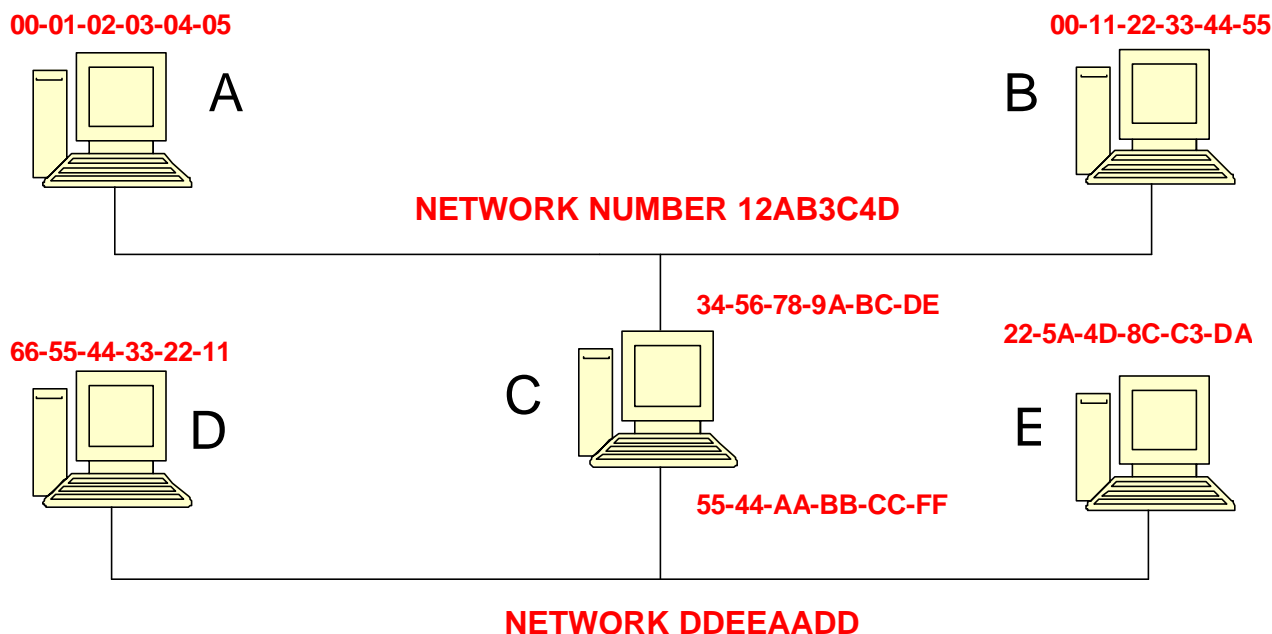 00-01-02-03-04-05
00-11-22-33-44-55
A
B
NETWORK NUMBER 12AB3C4D
34-56-78-9A-BC-DE
22-5A-4D-8C-C3-DA
66-55-44-33-22-11
C
D
E
55-44-AA-BB-CC-FF
NETWORK DDEEAADD